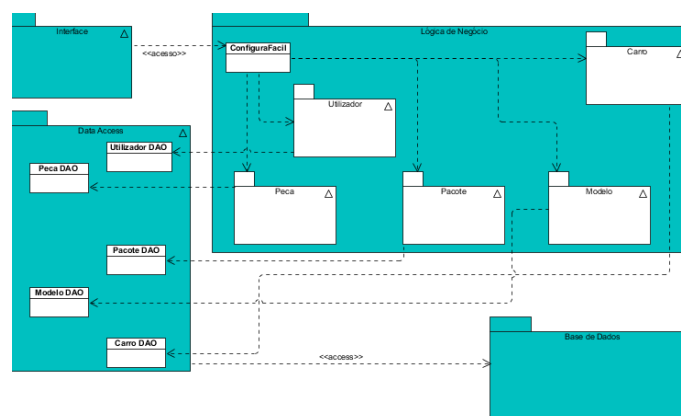 Interface
<<acesso>>
Lógica de Negócio
ConfiguraFacil
Carro
Utilizador
Data Access
Utilizador DAO
Peca DAO
Peca
Pacote
Modelo
Pacote DAO
Modelo DAO
Carro DAO
<<access>>
Base de Dados